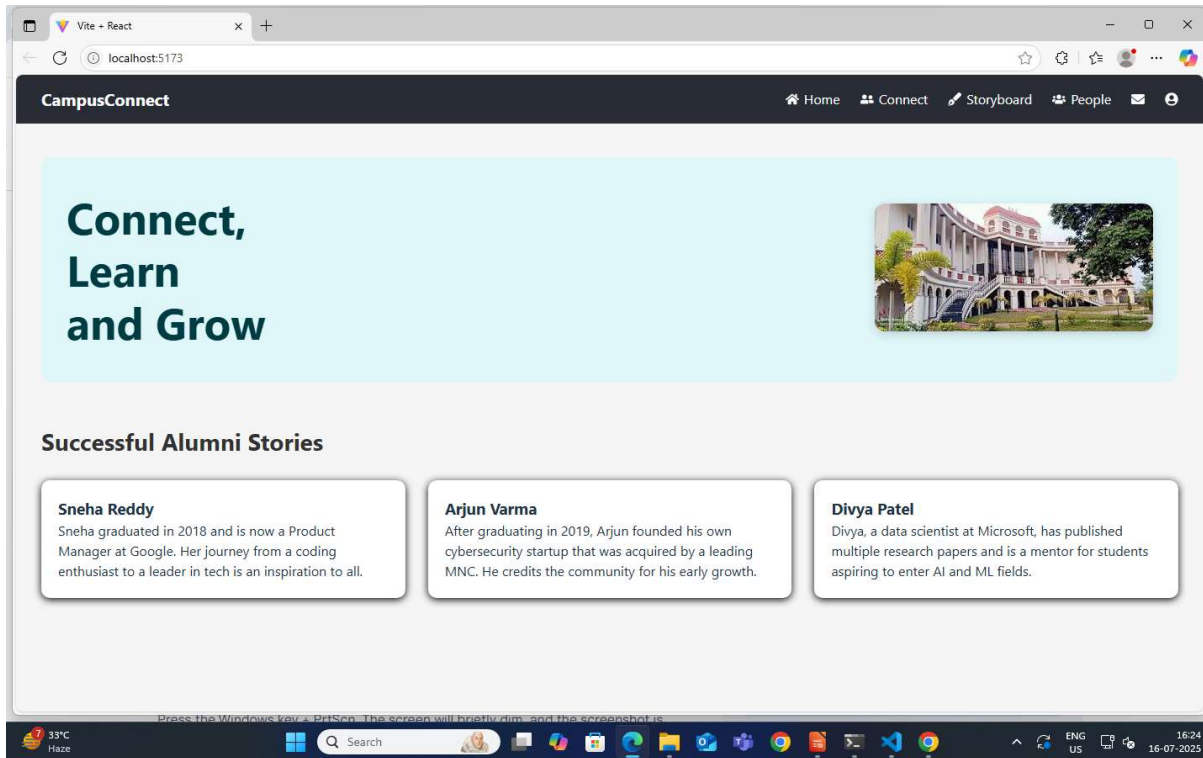 Vite + React
localhost:5173
CampusConnect
Home Connect Storyboard People
Connect,
Learn
and Grow
Successful Alumni Stories
Sneha Reddy
Sneha graduated in 2018 and is now a Product
Manager at Google. Her journey from a coding
enthusiast to a leader in tech is an inspiration to all.
Arjun Varma
After graduating in 2019, Arjun founded his own
cybersecurity startup that was acquired by a leading
MNC. He credits the community for his early growth.
Divya Patel
Divya, a data scientist at Microsoft, has published
multiple research papers and is a mentor for students
aspiring to enter AI and ML fields.
Press the Windows key + PrtScn. The screen will briefly dim, and the screenshot is
7
33°C
Haze
Search
ENG
US
16:24
16-07-2025